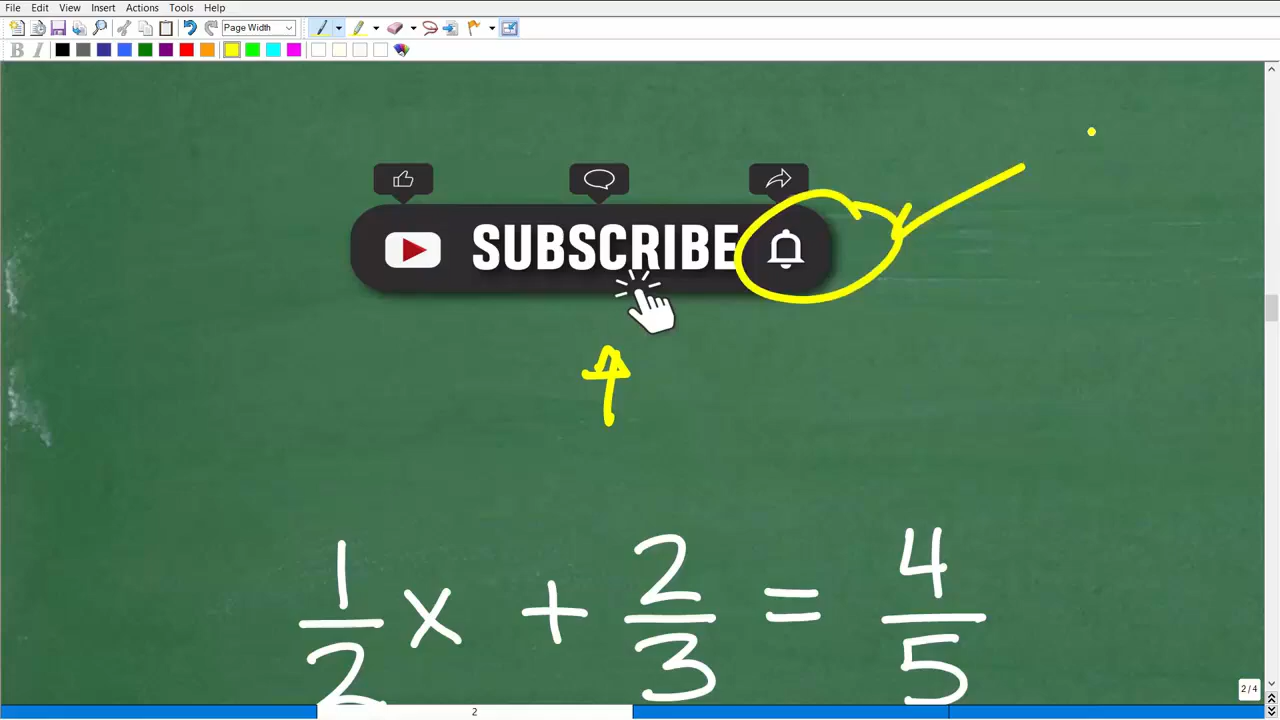 File Edit View Insert Actions Tools Help
Page Width
B I
SUBSCRIBE
1/2 x + 2/3 = 4/5
2/4
2